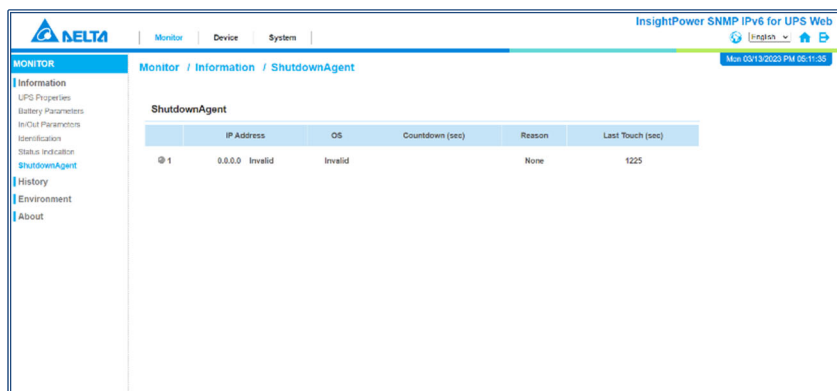 InsightPower SNMP IPv6 for UPS Web
DELTA
Monitor Device System
English
MONITOR
Mon 03/13/2023 PM 05:11:35
Monitor / Information / ShutdownAgent
Information
UPS Properties
Battery Parameters
In/Out Parameters
Identification
Status Indication
ShutdownAgent
History
Environment
About
ShutdownAgent
IP Address OS Countdown (sec) Reason Last Touch (sec)
1 0.0.0.0 Invalid Invalid None 1225